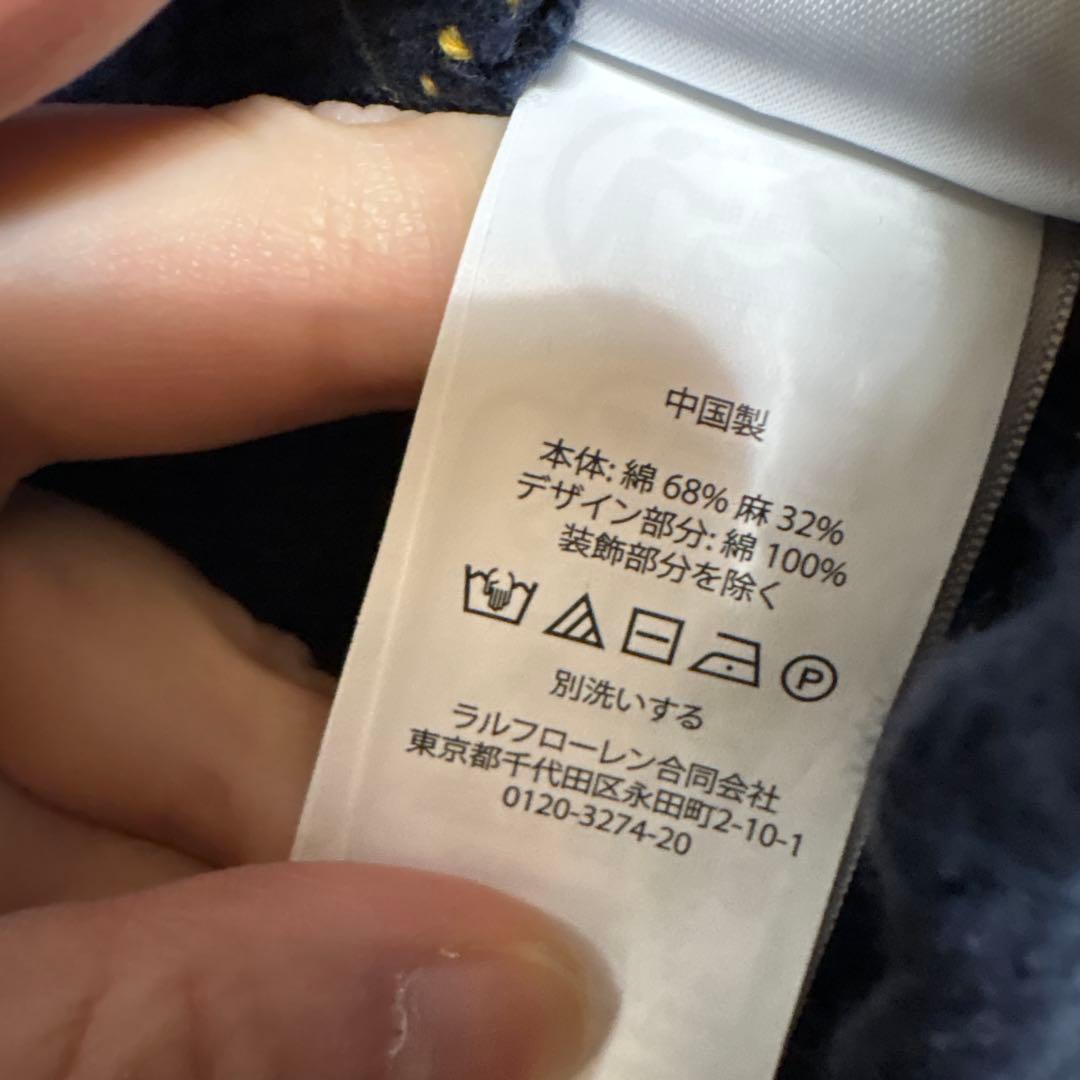 中国製
本体: 綿 68% 麻 32%
デザイン部分: 綿 100%
装飾部分を除く
P
別洗いする
ラルフローレン合同会社
東京都千代田区永田町2-10-1
0120-3274-20